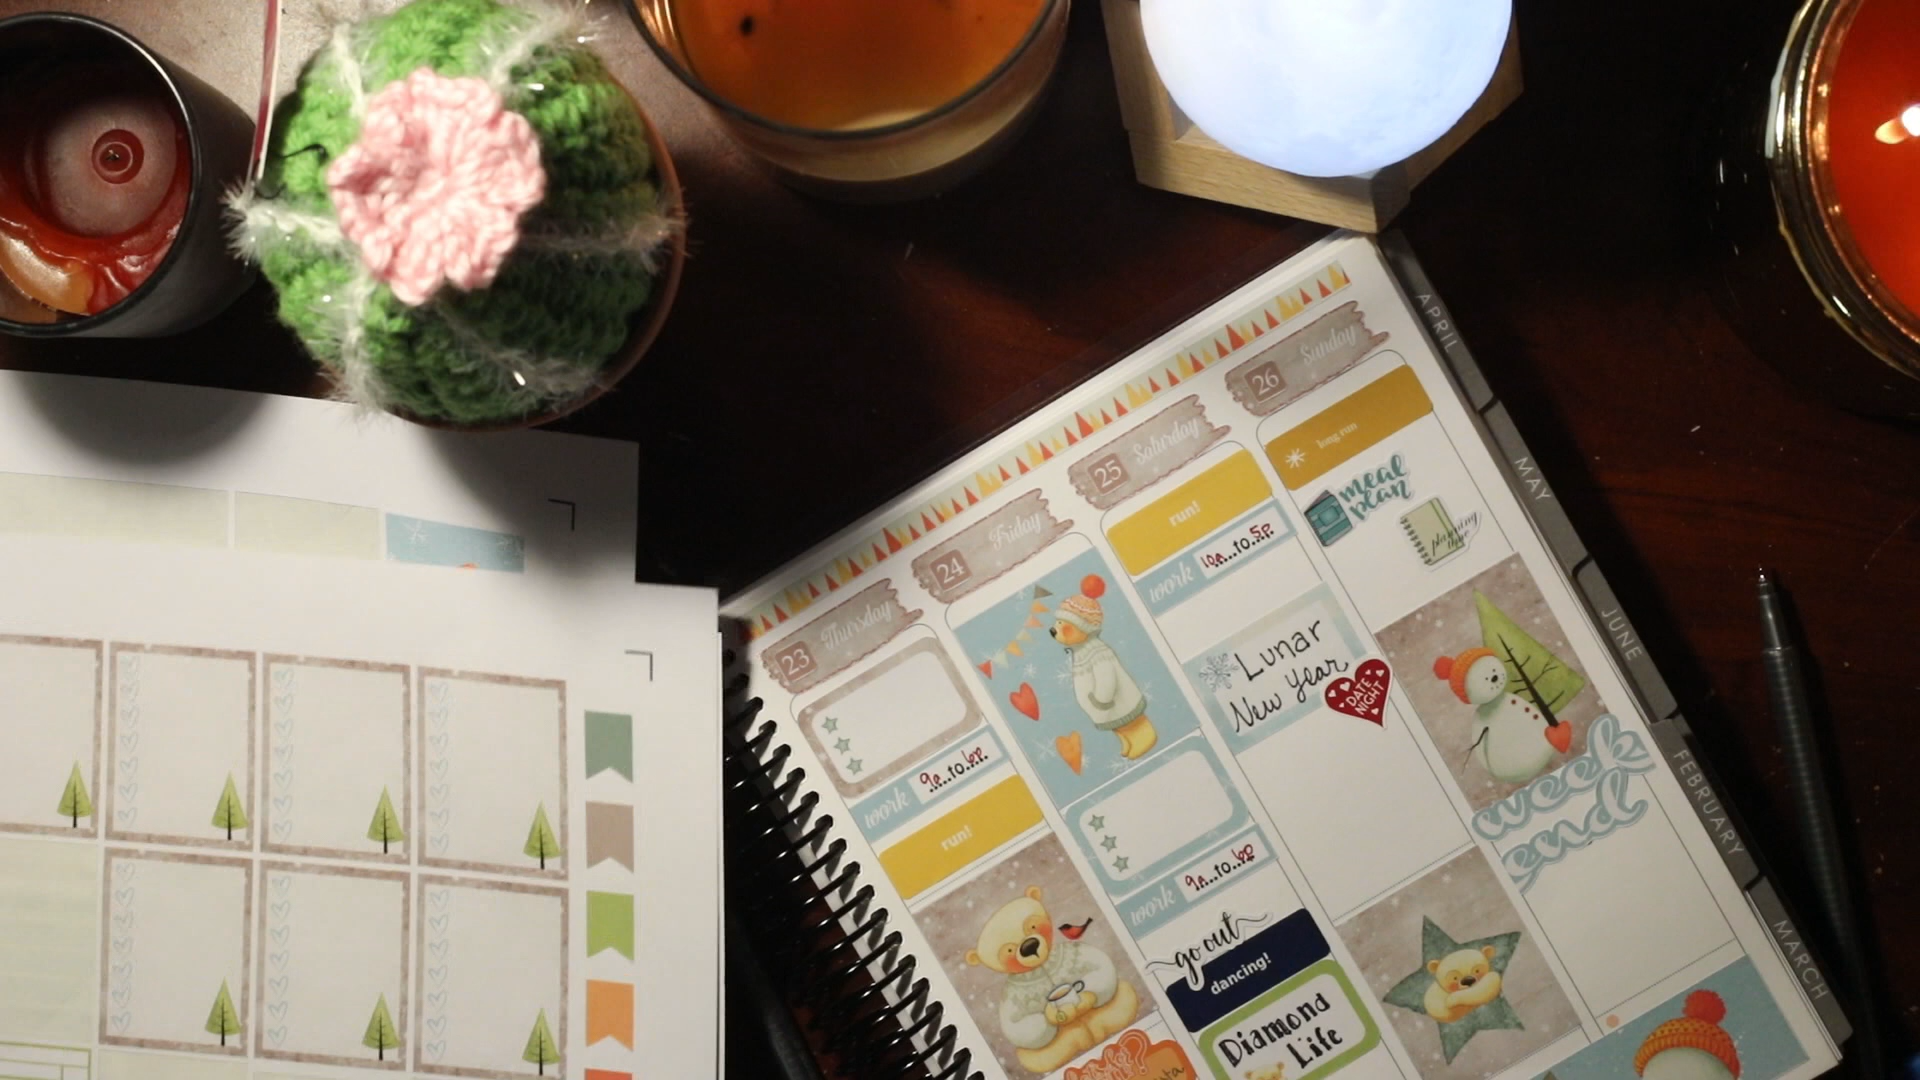 23 Thursday
9a...to...6p
work
run!
24 Friday
work
9a...to...6p
go out
dancing!
Diamond
Life
25 Saturday
run!
work
10a...to...5p
Lunar
New Year
DATE
NIGHT
26 Sunday
long run
meal
plan
planning
time
week
end
APRIL
MAY
JUNE
FEBRUARY
MARCH